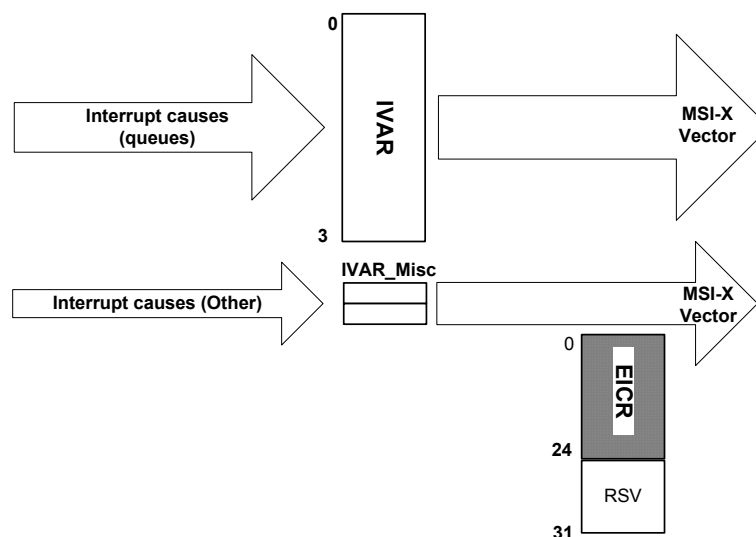 0
Interrupt causes
(queues)
IVAR
MSI-X
Vector
3
IVAR_Misc
Interrupt causes (Other)
MSI-X
Vector
0
EICR
24
RSV
31